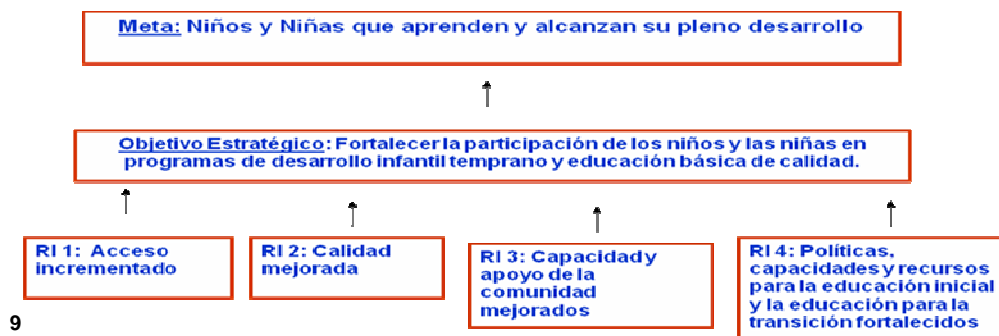 Meta: Niños y Niñas que aprenden y alcanzan su pleno desarrollo
Objetivo Estratégico: Fortalecer la participación de los niños y las niñas en
programas de desarrollo infantil temprano y educación básica de calidad.
RI 1: Acceso
incrementado
RI 2: Calidad
mejorada
RI 3: Capacidad y
apoyo de la
comunidad
mejorados
RI 4: Políticas,
capacidades y recursos
para la educación inicial
y la educación para la
transición fortalecidos
9